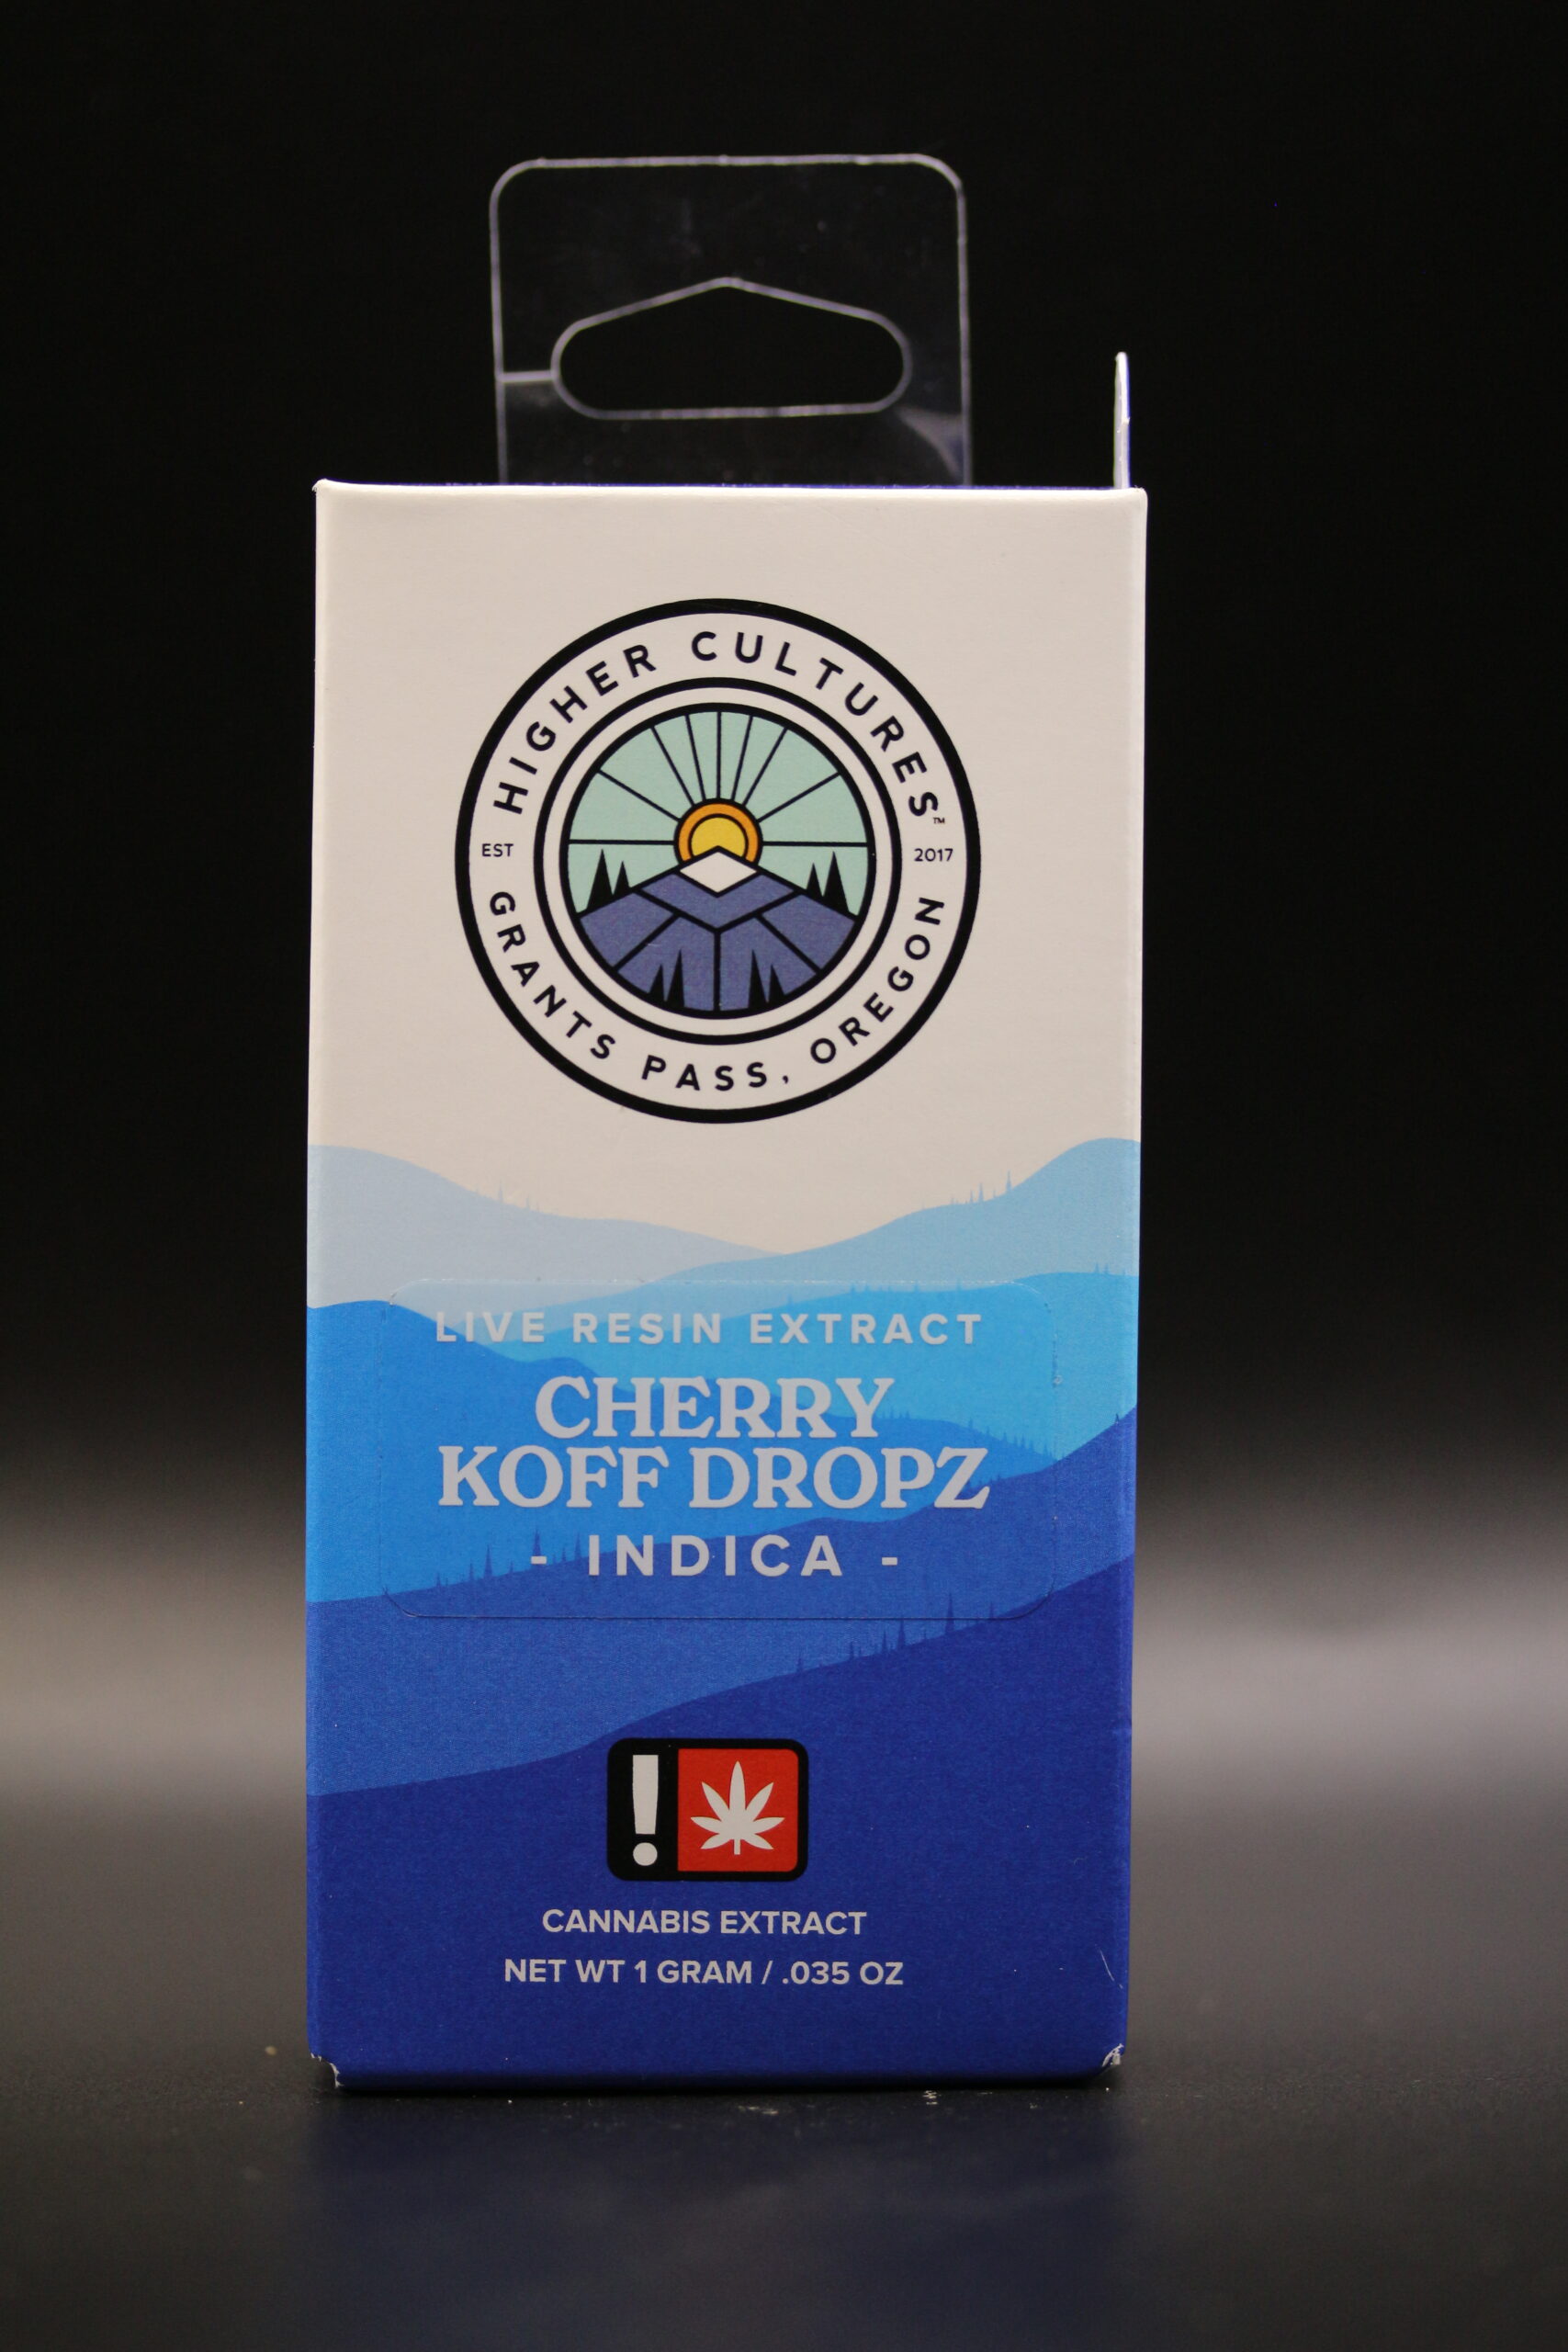 HIGHER CULTURES™
EST 2017
GRANTS PASS, OREGON
LIVE RESIN EXTRACT
CHERRY
KOFF DROPZ
- INDICA -
!
CANNABIS EXTRACT
NET WT 1 GRAM / .035 OZ